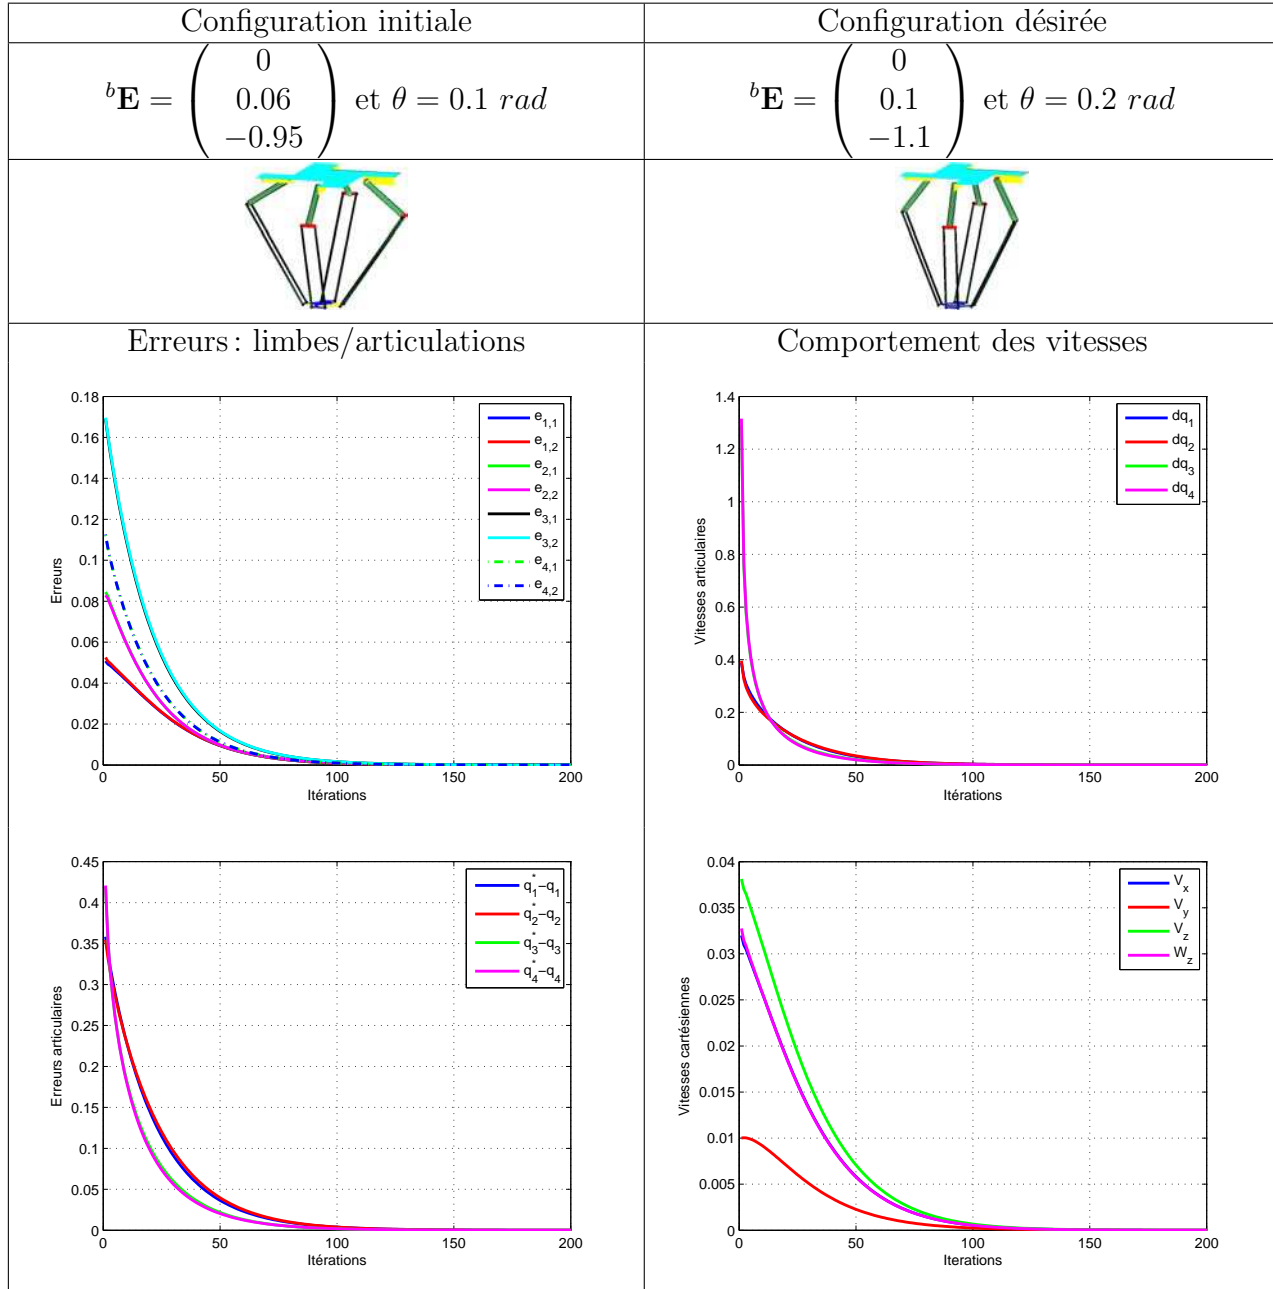 Configuration initiale
Configuration désirée
ᵇE = ( 0 0.06 −0.95 ) et θ = 0.1 rad
ᵇE = ( 0 0.1 −1.1 ) et θ = 0.2 rad
Erreurs : limbes/articulations
Comportement des vitesses
0.18
0.16
0.14
0.12
0.1
0.08
0.06
0.04
0.02
0
Erreurs
e1,1
e1,2
e2,1
e2,2
e3,1
e3,2
e4,1
e4,2
0 50 100 150 200
Itérations
1.4
1.2
1
0.8
0.6
0.4
0.2
0
Vitesses articulaires
dq1
dq2
dq3
dq4
0 50 100 150 200
Itérations
0.45
0.4
0.35
0.3
0.25
0.2
0.15
0.1
0.05
0
Erreurs articulaires
q1*−q1
q2*−q2
q3*−q3
q4*−q4
0 50 100 150 200
Itérations
0.04
0.035
0.03
0.025
0.02
0.015
0.01
0.005
0
Vitesses cartésiennes
Vx
Vy
Vz
Wz
0 50 100 150 200
Itérations